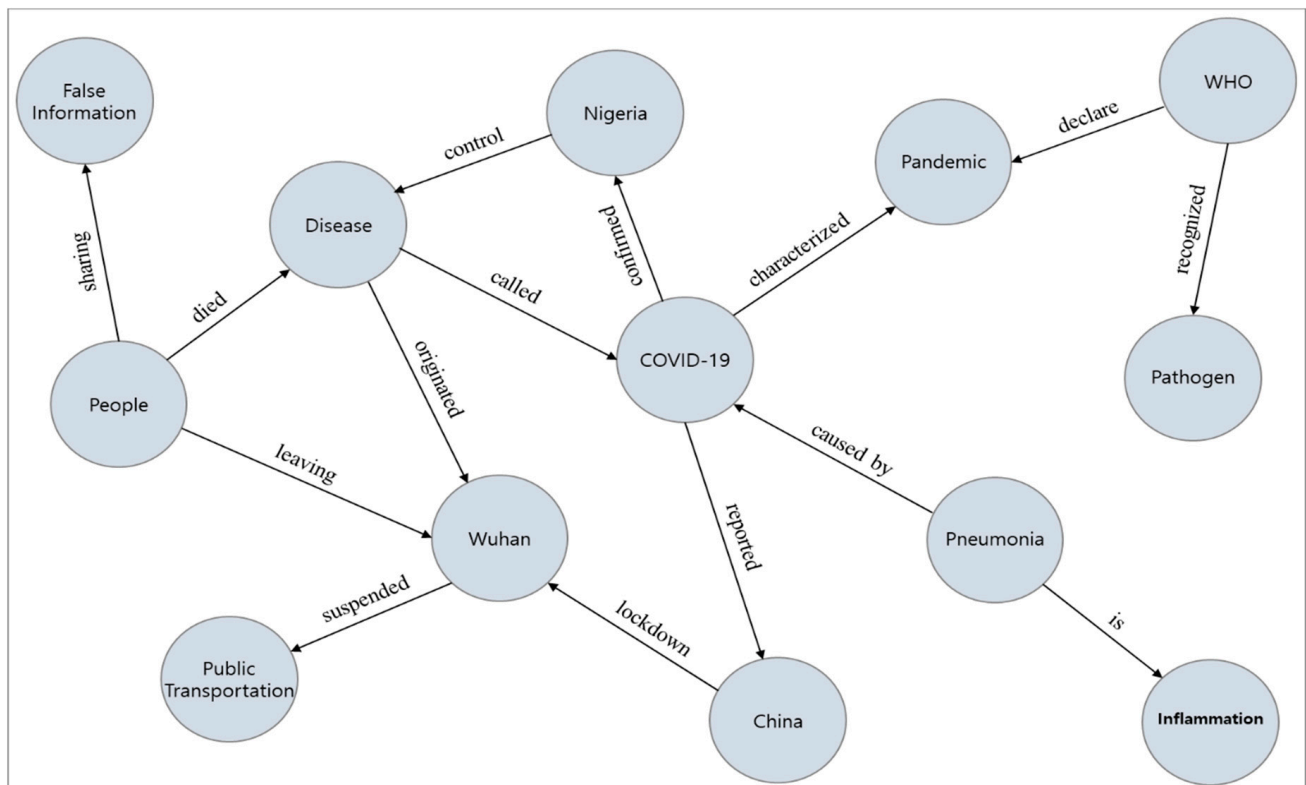 False
Information
Nigeria
WHO
Pandemic
declare
control
Disease
confirmed
characterized
recognized
sharing
died
called
originated
COVID-19
Pathogen
People
leaving
caused by
Wuhan
reported
Pneumonia
suspended
lockdown
is
Public
Transportation
China
Inflammation